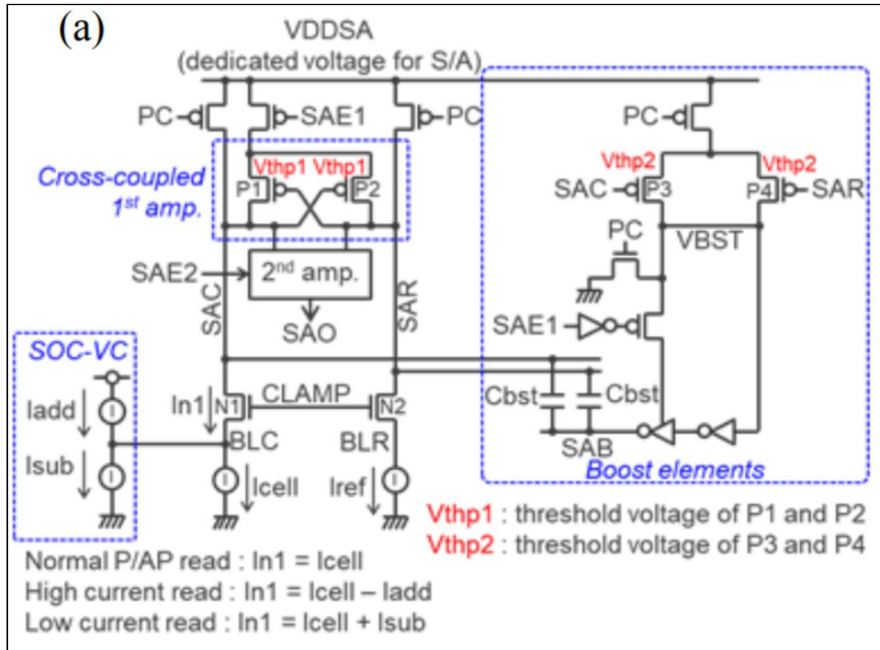 (a)
VDDSA
(dedicated voltage for S/A)
PC
SAE1
PC
PC
Vthp1 Vthp1
Vthp2
Vthp2
Cross-coupled
1st amp.
P1
P2
SAC
P3
P4
SAR
VBST
PC
SAE2
2nd amp.
SAC
SAR
SAO
SAE1
SOC-VC
Iadd
Isub
In1
N1
CLAMP
N2
BLC
BLR
Icell
Iref
Cbst
Cbst
SAB
Boost elements
Vthp1 : threshold voltage of P1 and P2
Vthp2 : threshold voltage of P3 and P4
Normal P/AP read : In1 = Icell
High current read : In1 = Icell – Iadd
Low current read : In1 = Icell + Isub